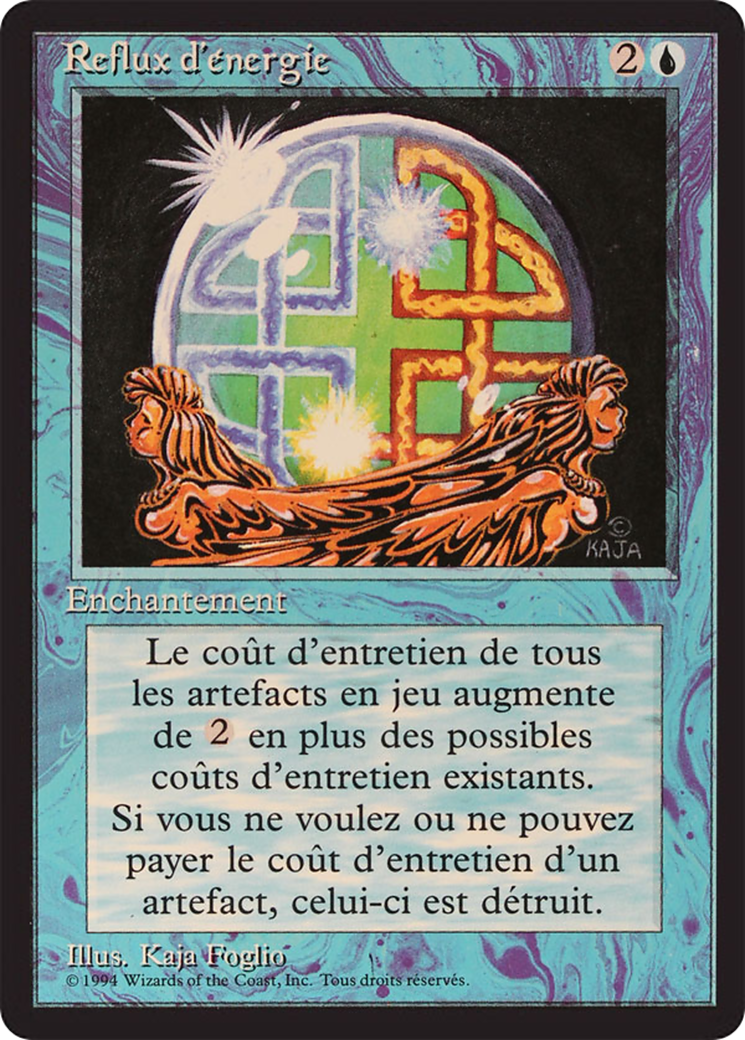 Reflux d'énergie 2
© KAJA
Enchantement
Le coût d'entretien de tous
les artefacts en jeu augmente
de 2 en plus des possibles
coûts d'entretien existants.
Si vous ne voulez ou ne pouvez
payer le coût d'entretien d'un
artefact, celui-ci est détruit.
Illus. Kaja Foglio
© 1994 Wizards of the Coast, Inc. Tous droits réservés.